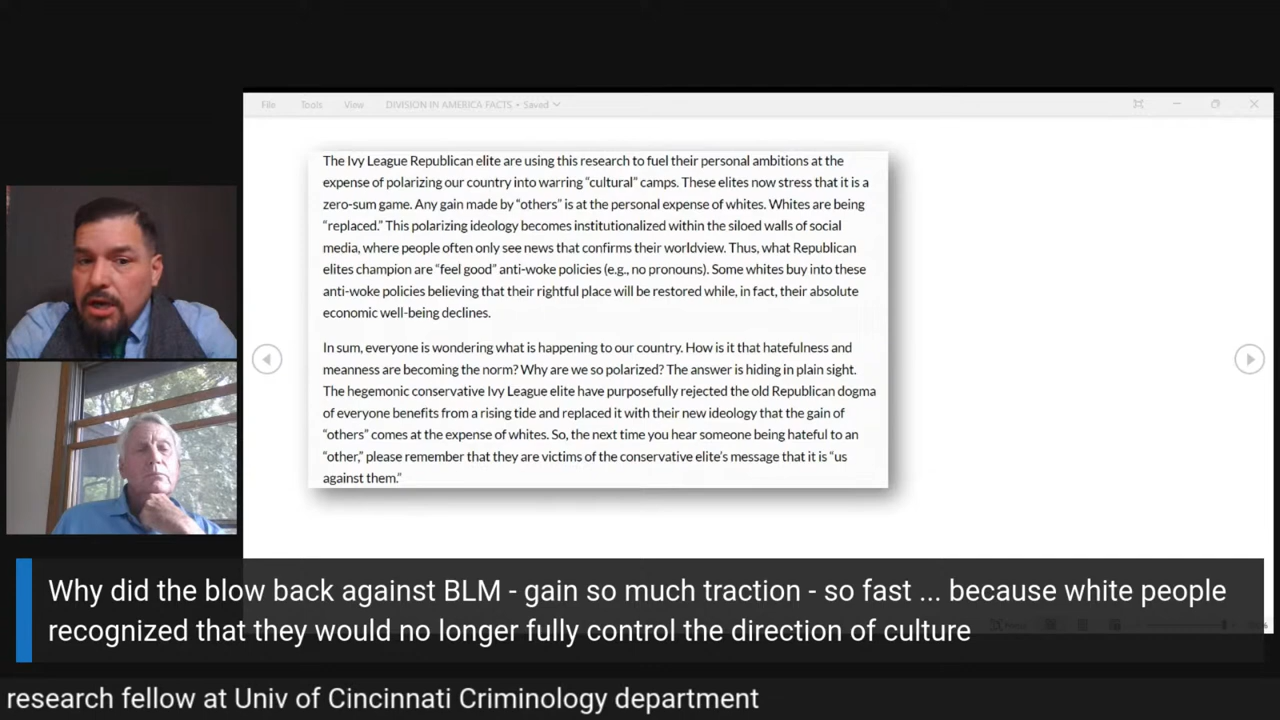 File Tools View DIVISION IN AMERICA FACTS • Saved
The Ivy League Republican elite are using this research to fuel their personal ambitions at the
expense of polarizing our country into warring “cultural” camps. These elites now stress that it is a
zero-sum game. Any gain made by “others” is at the personal expense of whites. Whites are being
“replaced.” This polarizing ideology becomes institutionalized within the siloed walls of social
media, where people often only see news that confirms their worldview. Thus, what Republican
elites champion are “feel good” anti-woke policies (e.g., no pronouns). Some whites buy into these
anti-woke policies believing that their rightful place will be restored while, in fact, their absolute
economic well-being declines.
In sum, everyone is wondering what is happening to our country. How is it that hatefulness and
meanness are becoming the norm? Why are we so polarized? The answer is hiding in plain sight.
The hegemonic conservative Ivy League elite have purposefully rejected the old Republican dogma
of everyone benefits from a rising tide and replaced it with their new ideology that the gain of
“others” comes at the expense of whites. So, the next time you hear someone being hateful to an
“other,” please remember that they are victims of the conservative elite’s message that it is “us
against them.”
Why did the blow back against BLM - gain so much traction - so fast ... because white people
recognized that they would no longer fully control the direction of culture
research fellow at Univ of Cincinnati Criminology department